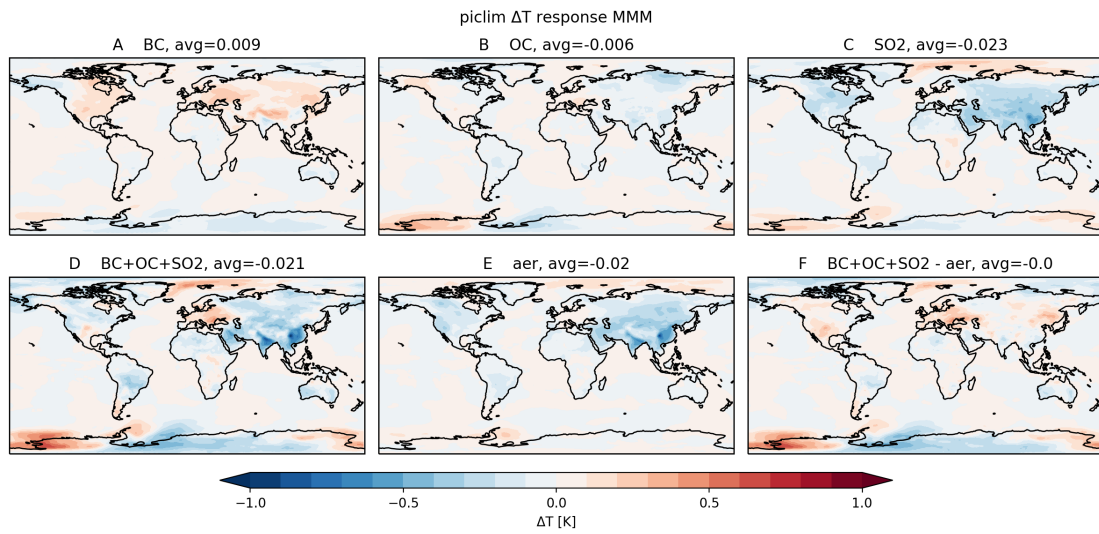 piclim ΔT response MMM
A BC, avg=0.009
B OC, avg=-0.006
C SO2, avg=-0.023
D BC+OC+SO2, avg=-0.021
E aer, avg=-0.02
F BC+OC+SO2 - aer, avg=-0.0
−1.0 −0.5 0.0 0.5 1.0
ΔT [K]